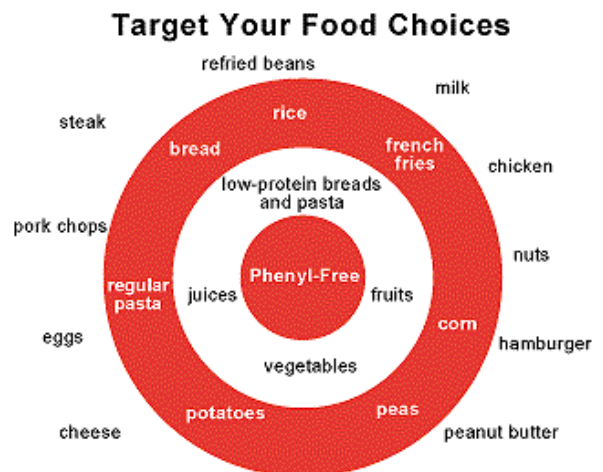 Target Your Food Choices
refried beans
milk
steak
rice
bread
french
fries
chicken
low-protein breads
and pasta
pork chops
nuts
Phenyl-Free
regular
pasta
juices
fruits
corn
eggs
hamburger
vegetables
potatoes
peas
cheese
peanut butter